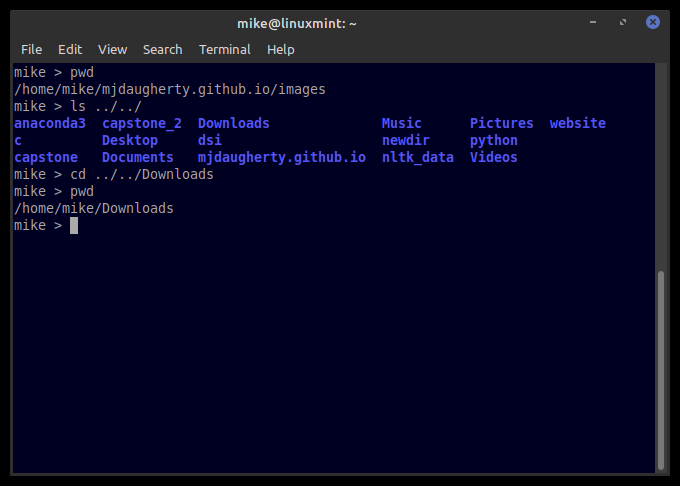 mike@linuxmint: ~
File Edit View Search Terminal Help
mike > pwd
/home/mike/mjdaugherty.github.io/images
mike > ls ../../
anaconda3  capstone_2  Downloads              Music      Pictures  website
c          Desktop     dsi                    newdir     python
capstone   Documents   mjdaugherty.github.io  nltk_data  Videos
mike > cd ../../Downloads
mike > pwd
/home/mike/Downloads
mike >